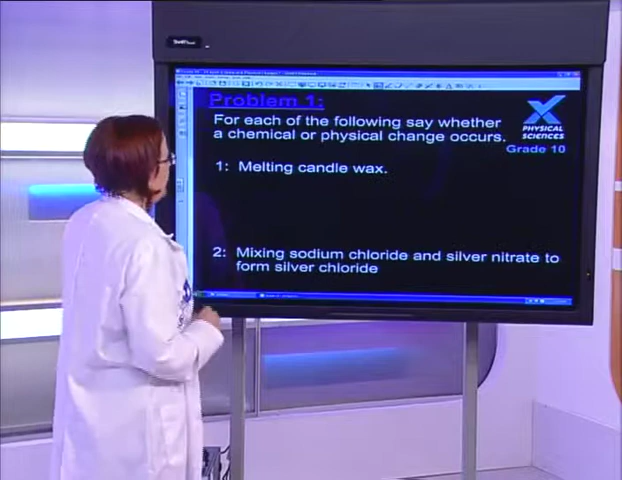 Problem 1:
For each of the following say whether
a chemical or physical change occurs.
X
PHYSICAL
SCIENCES
Grade 10
1: Melting candle wax.
2: Mixing sodium chloride and silver nitrate to
form silver chloride